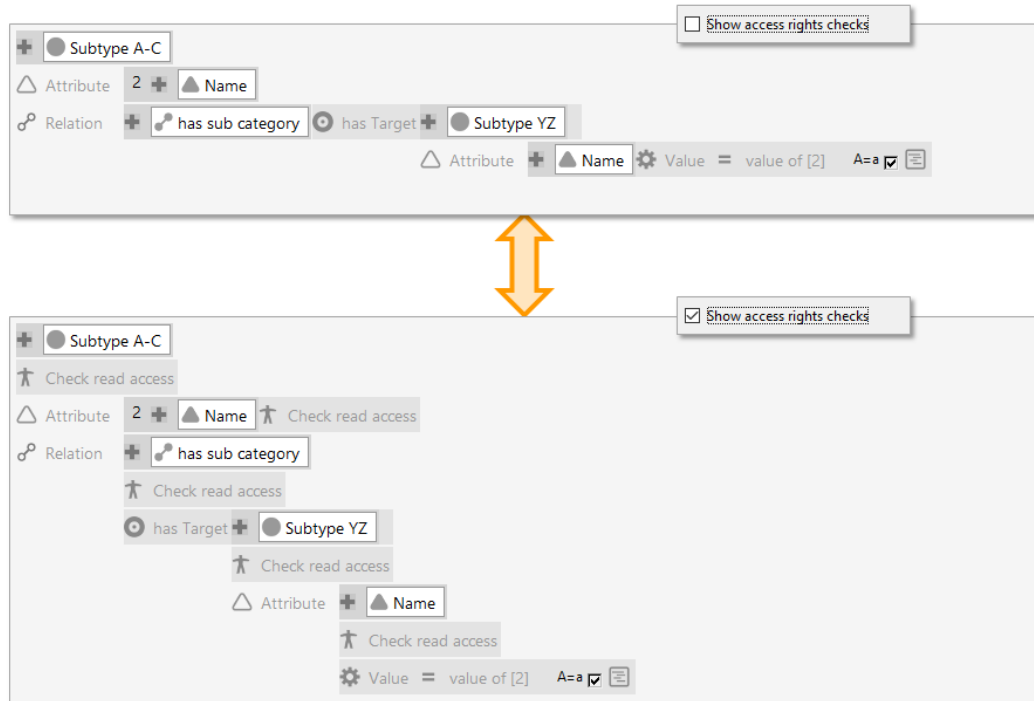 Show access rights checks
Subtype A-C
Attribute 2 Name
Relation has sub category has Target Subtype YZ
Attribute Name Value = value of [2] A=a
Show access rights checks
Subtype A-C
Check read access
Attribute 2 Name Check read access
Relation has sub category
Check read access
has Target Subtype YZ
Check read access
Attribute Name
Check read access
Value = value of [2] A=a